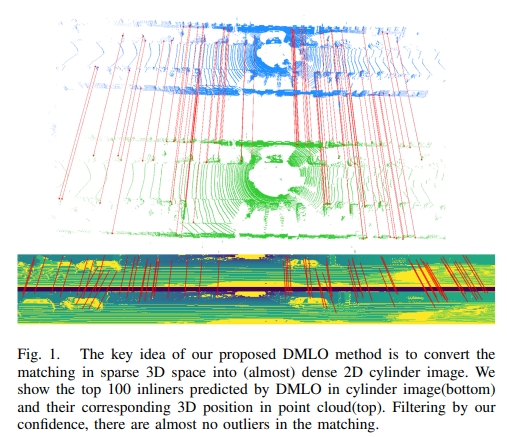 Fig. 1. The key idea of our proposed DMLO method is to convert the
matching in sparse 3D space into (almost) dense 2D cylinder image. We
show the top 100 inliners predicted by DMLO in cylinder image(bottom)
and their corresponding 3D position in point cloud(top). Filtering by our
confidence, there are almost no outliers in the matching.